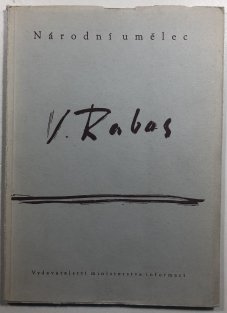 Národní umělec
V. Rabas
Vydavatelství ministerstva informací